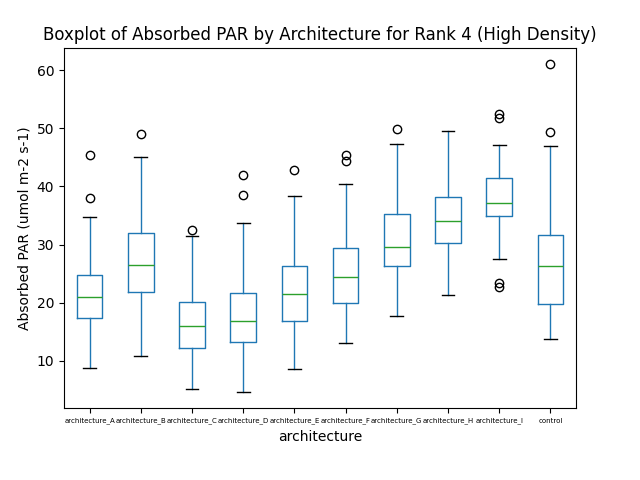 Boxplot of Absorbed PAR by Architecture for Rank 4 (High Density)
Absorbed PAR (umol m-2 s-1)
60
50
40
30
20
10
architecture_A architecture_B architecture_C architecture_D architecture_E architecture_F architecture_G architecture_H architecture_I control
architecture